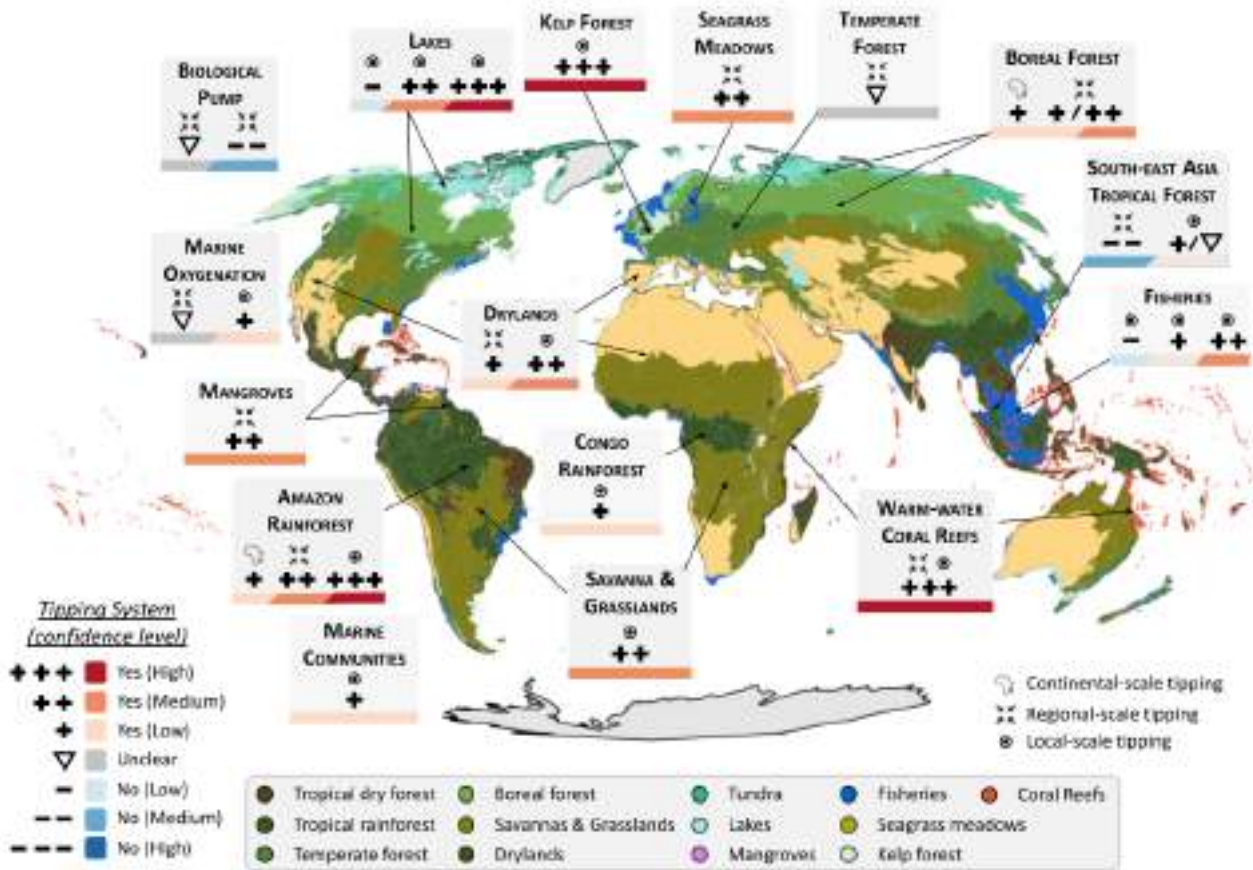 KELP FOREST
SEAGRASS
MEADOWS
TEMPERATE
FOREST
LAKES
BOREAL FOREST
BIOLOGICAL
PUMP
- ++ +++
+++
++
▽
+ +/++
▽ --
SOUTH-EAST ASIA
TROPICAL FOREST
-- +/▽
MARINE
OXYGENATION
▽ +
DRYLANDS
+ ++
FISHERIES
- + ++
MANGROVES
++
CONGO
RAINFOREST
+
AMAZON
RAINFOREST
+ ++ +++
WARM-WATER
CORAL REEFS
+++
SAVANNA &
GRASSLANDS
++
MARINE
COMMUNITIES
+
Tipping System
(confidence level)
+++ Yes (High)
++ Yes (Medium)
+ Yes (Low)
▽ Unclear
- No (Low)
-- No (Medium)
--- No (High)
Continental-scale tipping
Regional-scale tipping
Local-scale tipping
Tropical dry forest Boreal forest Tundra Fisheries Coral Reefs
Tropical rainforest Savannas & Grasslands Lakes Seagrass meadows
Temperate forest Drylands Mangroves Kelp forest